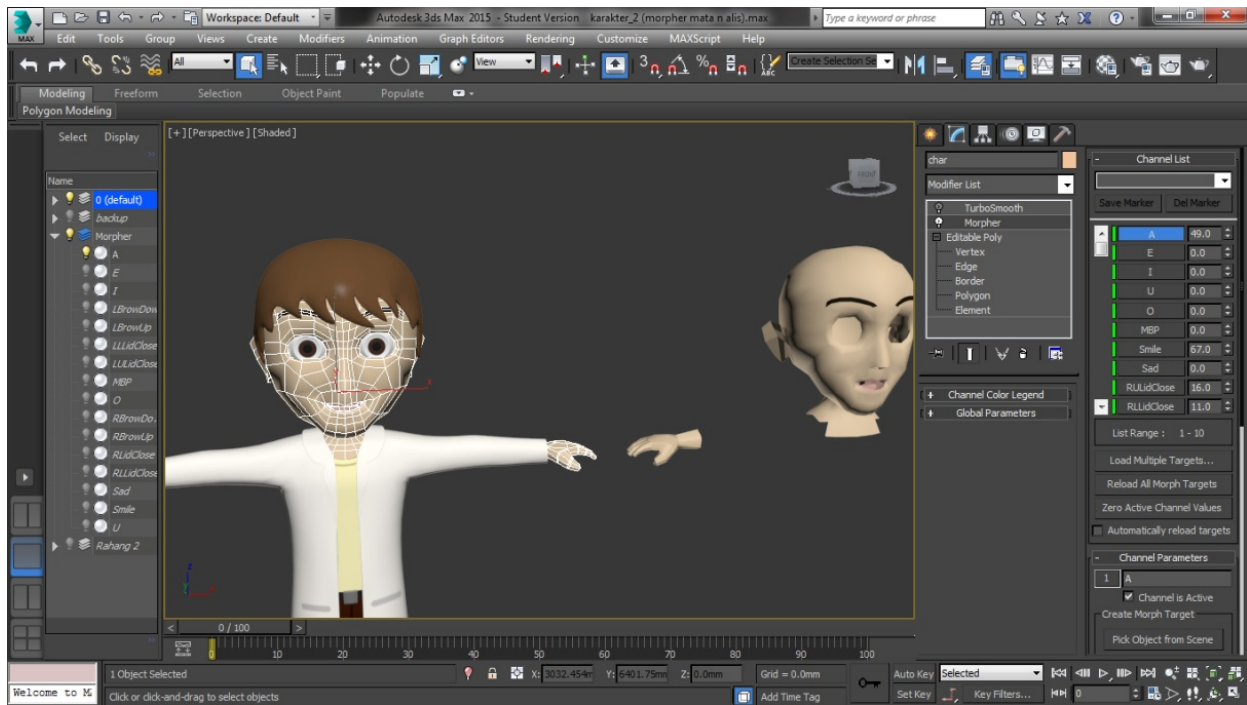 Workspace: Default
Autodesk 3ds Max 2015 - Student Version karakter_2 (morpher mata n alis).max
Type a keyword or phrase
MAX
Edit Tools Group Views Create Modifiers Animation Graph Editors Rendering Customize MAXScript Help
All
View
Create Selection Se
Modeling Freeform Selection Object Paint Populate
Polygon Modeling
Select Display
Name
0 (default)
backup
Morpher
A
E
I
LBrowDow
LBrowUp
LLLidClose
LULidClose
MBP
O
RBrowDo.
RBrowUp
RLidClose
RLLidClose
Sad
Smile
U
Rahang 2
[+][Perspective][Shaded]
FRONT
char
Modifier List
TurboSmooth
Morpher
Editable Poly
Vertex
Edge
Border
Polygon
Element
+ Channel Color Legend
+ Global Parameters
- Channel List
Save Marker Del Marker
A 49.0
E 0.0
I 0.0
U 0.0
O 0.0
MBP 0.0
Smile 67.0
Sad 0.0
RULidClose 16.0
RLLidClose 11.0
List Range : 1 - 10
Load Multiple Targets...
Reload All Morph Targets
Zero Active Channel Values
Automatically reload targets
- Channel Parameters
1 A
Channel is Active
Create Morph Target
Pick Object from Scene
< 0 / 100 >
0 10 20 30 40 50 60 70 80 90 100
1 Object Selected
X: 3032.454m Y: 6401.75mm Z: 0.0mm
Grid = 0.0mm
Auto Key Selected
Welcome to M
Click or click-and-drag to select objects
Add Time Tag
Set Key Key Filters... 0